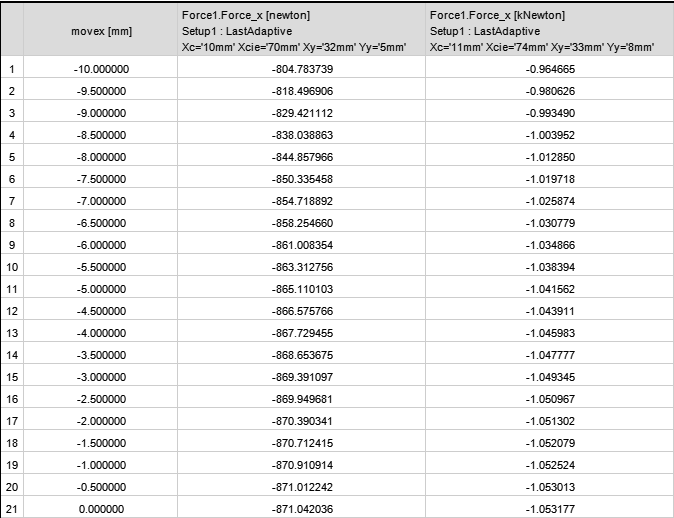 movex [mm]
Force1.Force_x [newton]
Setup1 : LastAdaptive
Xc='10mm' Xcie='70mm' Xy='32mm' Yy='5mm'
Force1.Force_x [kNewton]
Setup1 : LastAdaptive
Xc='11mm' Xcie='74mm' Xy='33mm' Yy='8mm'
1 -10.000000 -804.783739 -0.964665
2 -9.500000 -818.496906 -0.980626
3 -9.000000 -829.421112 -0.993490
4 -8.500000 -838.038863 -1.003952
5 -8.000000 -844.857966 -1.012850
6 -7.500000 -850.335458 -1.019718
7 -7.000000 -854.718892 -1.025874
8 -6.500000 -858.254660 -1.030779
9 -6.000000 -861.008354 -1.034866
10 -5.500000 -863.312756 -1.038394
11 -5.000000 -865.110103 -1.041562
12 -4.500000 -866.575766 -1.043911
13 -4.000000 -867.729455 -1.045983
14 -3.500000 -868.653675 -1.047777
15 -3.000000 -869.391097 -1.049345
16 -2.500000 -869.949681 -1.050967
17 -2.000000 -870.390341 -1.051302
18 -1.500000 -870.712415 -1.052079
19 -1.000000 -870.910914 -1.052524
20 -0.500000 -871.012242 -1.053013
21 0.000000 -871.042036 -1.053177